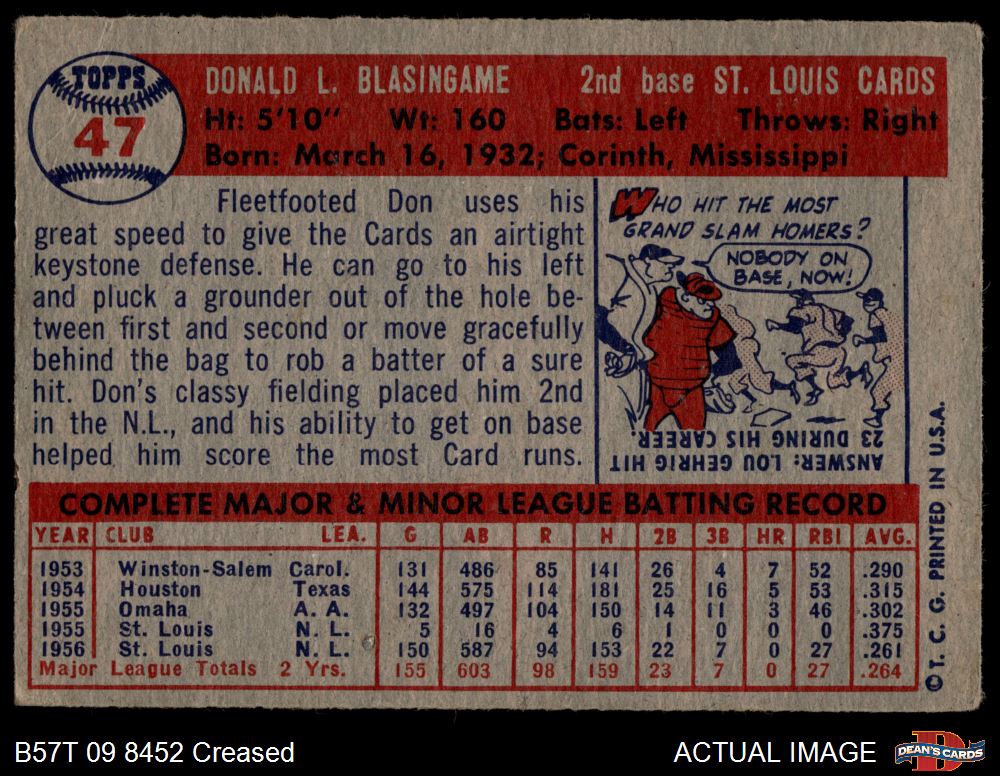 TOPPS
47
DONALD L. BLASINGAME 2nd base ST. LOUIS CARDS
Ht: 5'10" Wt: 160 Bats: Left Throws: Right
Born: March 16, 1932; Corinth, Mississippi
Fleetfooted Don uses his
great speed to give the Cards an airtight
keystone defense. He can go to his left
and pluck a grounder out of the hole be-
tween first and second or move gracefully
behind the bag to rob a batter of a sure
hit. Don's classy fielding placed him 2nd
in the N.L., and his ability to get on base
helped him score the most Card runs.
WHO HIT THE MOST
GRAND SLAM HOMERS?
NOBODY ON
BASE, NOW!
ANSWER: LOU GEHRIG HIT
23 DURING HIS CAREER.
COMPLETE MAJOR & MINOR LEAGUE BATTING RECORD
YEAR CLUB LEA. G AB R H 2B 3B HR RBI AVG.
1953 Winston-Salem Carol. 131 486 85 141 26 4 7 52 .290
1954 Houston Texas 144 575 114 181 25 16 5 53 .315
1955 Omaha A. A. 132 497 104 150 14 11 3 46 .302
1955 St. Louis N. L. 5 16 4 6 1 0 0 0 .375
1956 St. Louis N. L. 150 587 94 153 22 7 0 27 .261
Major League Totals 2 Yrs. 155 603 98 159 23 7 0 27 .264
© T. C. G. PRINTED IN U.S.A.
B57T 09 8452 Creased
ACTUAL IMAGE
D
DEAN'S CARDS